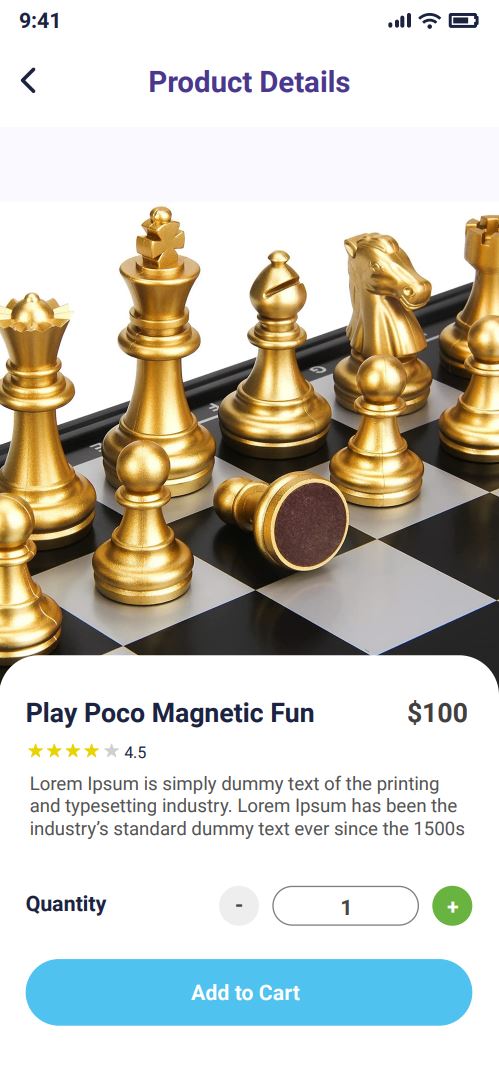 9:41
Product Details
G
Play Poco Magnetic Fun
$100
4.5
Lorem Ipsum is simply dummy text of the printing
and typesetting industry. Lorem Ipsum has been the
industry's standard dummy text ever since the 1500s
Quantity
-
1
+
Add to Cart